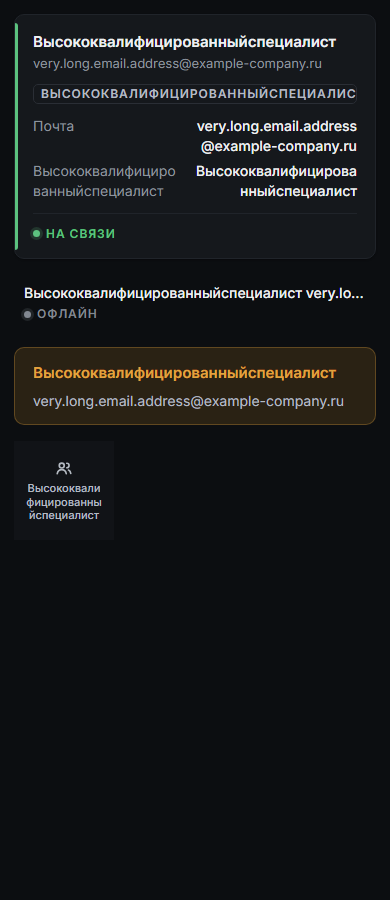 Высококвалифицированныйспециалист
very.long.email.address@example-company.ru
ВЫСОКОКВАЛИФИЦИРОВАННЫЙСПЕЦИАЛИС
Почта
very.long.email.address
@example-company.ru
Высококвалифициро
ванныйспециалист
Высококвалифицирова
нныйспециалист
НА СВЯЗИ
Высококвалифицированныйспециалист very.lo...
ОФЛАЙН
Высококвалифицированныйспециалист
very.long.email.address@example-company.ru
Высококвали
фицированны
йспециалист